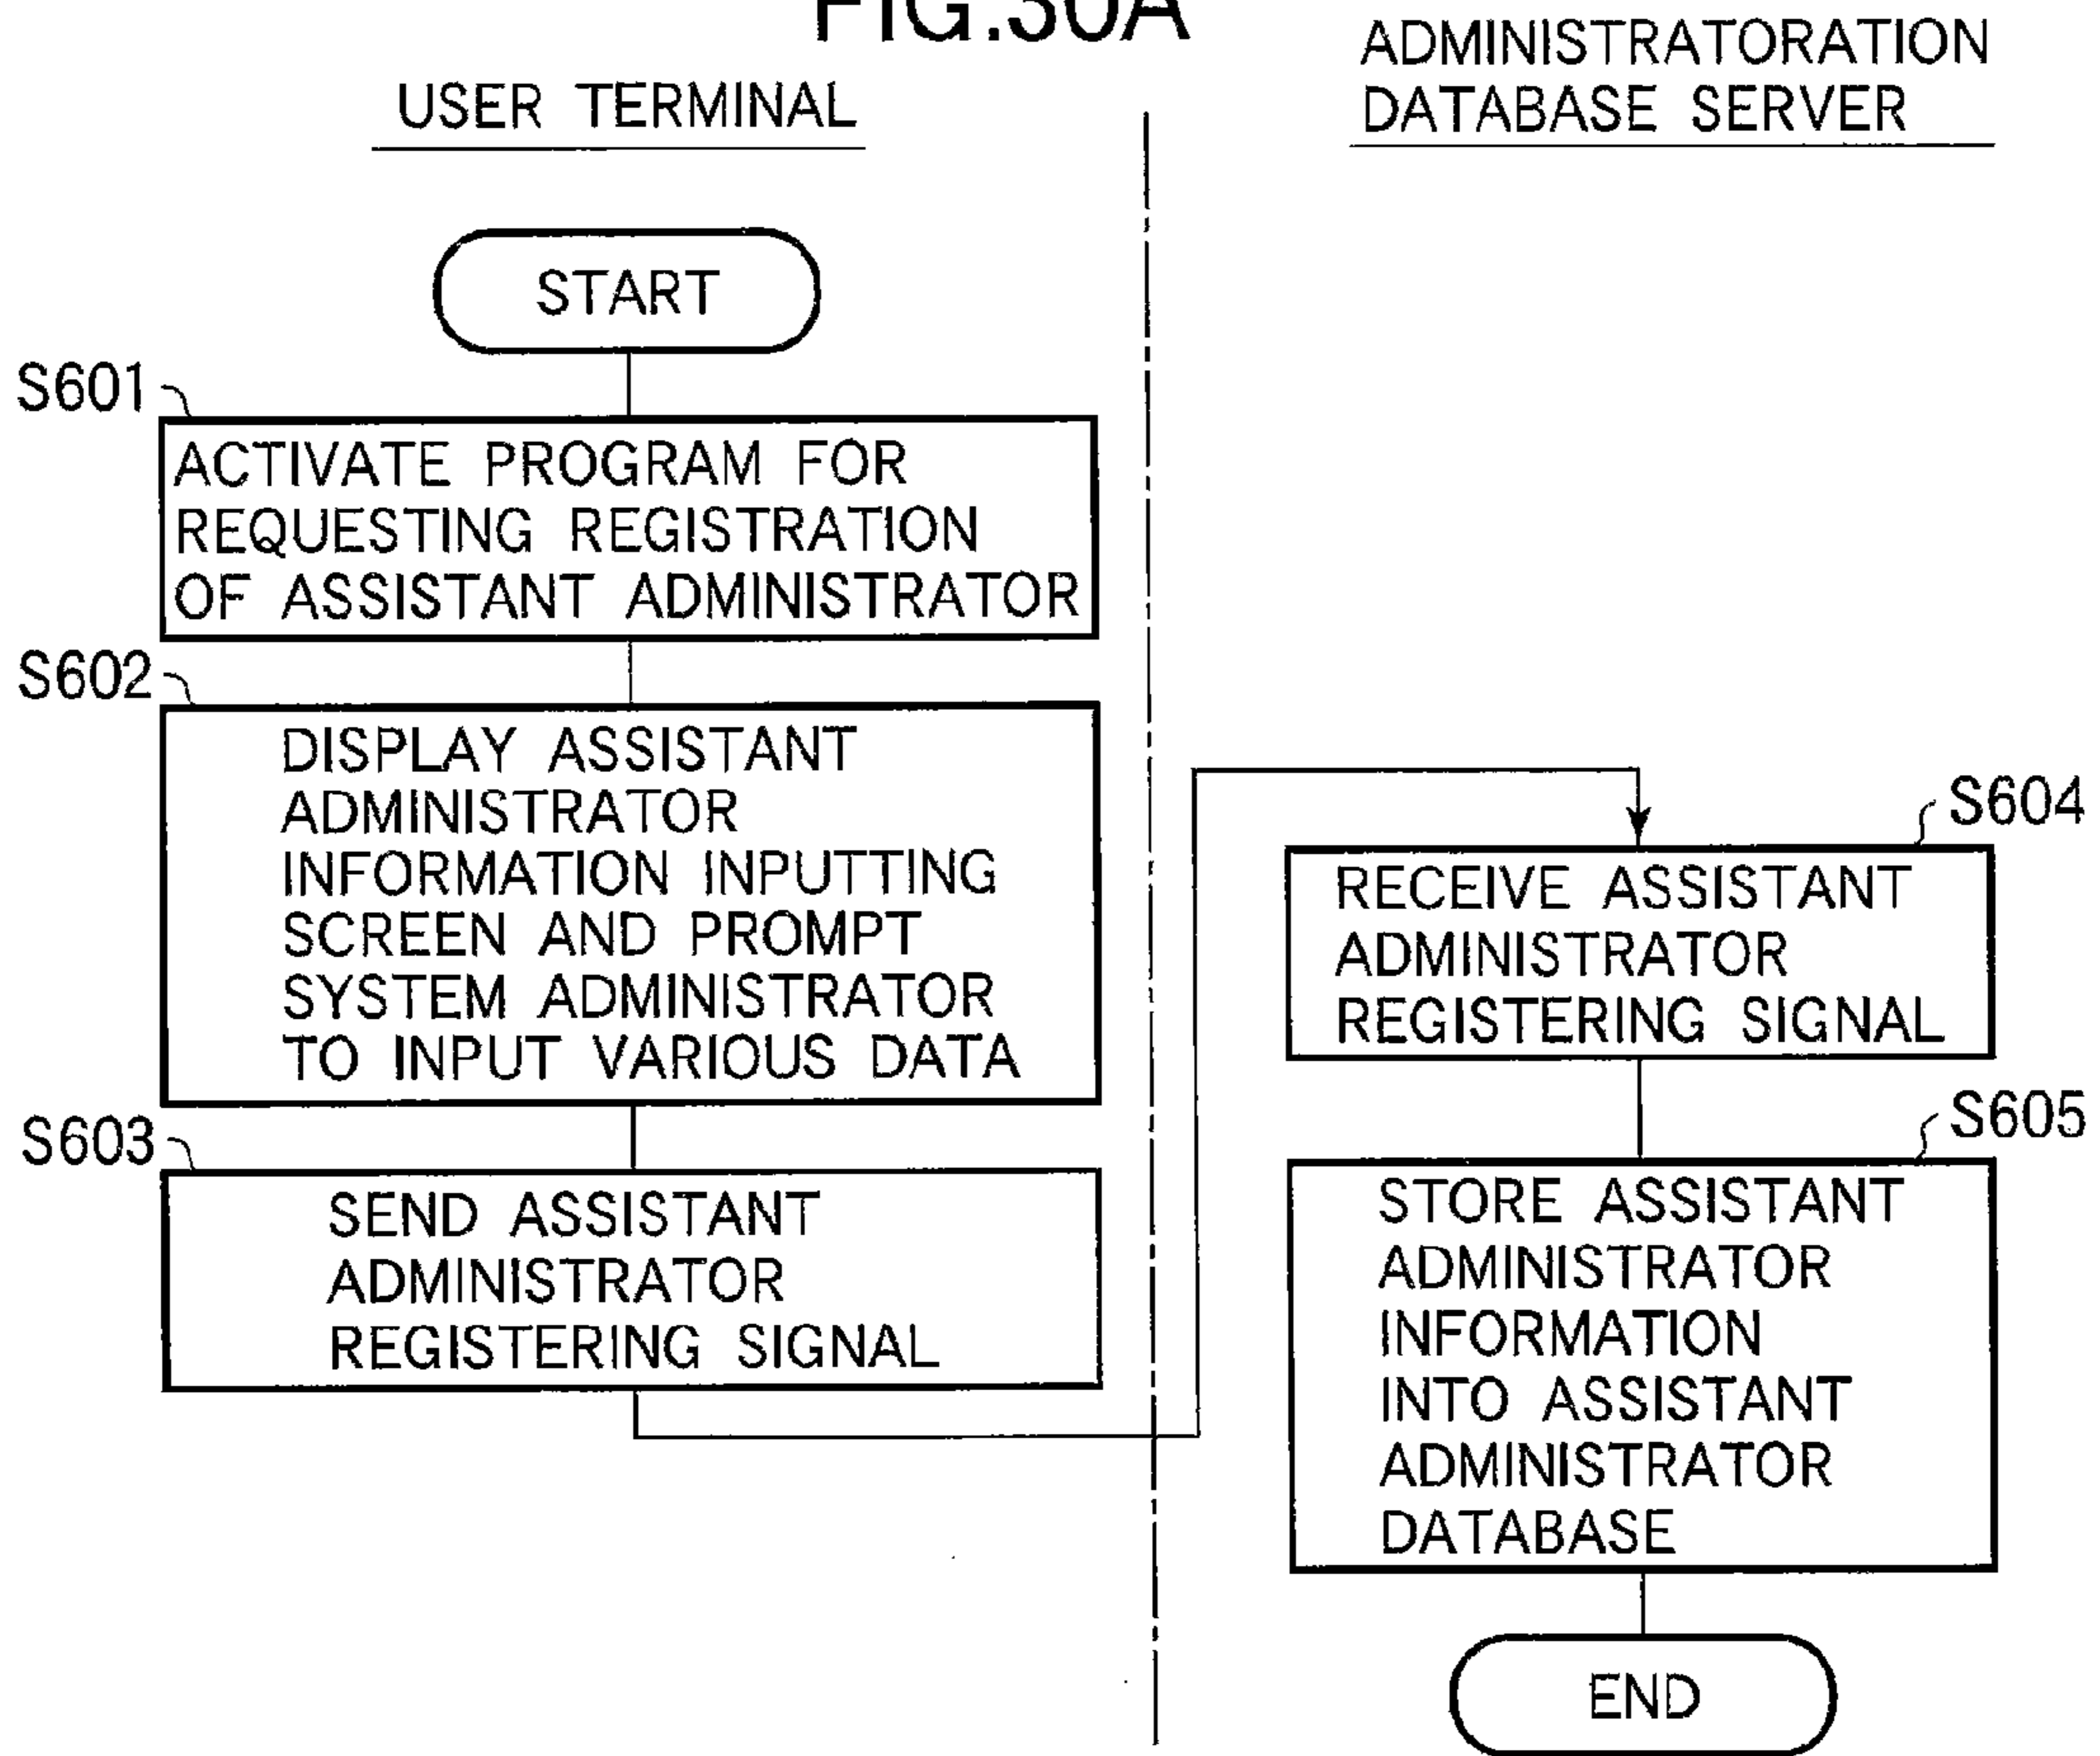 FIG.30A
USER TERMINAL
ADMINISTRATORATION
DATABASE SERVER
START
S601
ACTIVATE PROGRAM FOR
REQUESTING REGISTRATION
OF ASSISTANT ADMINISTRATOR
S602
DISPLAY ASSISTANT
ADMINISTRATOR
INFORMATION INPUTTING
SCREEN AND PROMPT
SYSTEM ADMINISTRATOR
TO INPUT VARIOUS DATA
S603
SEND ASSISTANT
ADMINISTRATOR
REGISTERING SIGNAL
S604
RECEIVE ASSISTANT
ADMINISTRATOR
REGISTERING SIGNAL
S605
STORE ASSISTANT
ADMINISTRATOR
INFORMATION
INTO ASSISTANT
ADMINISTRATOR
DATABASE
END